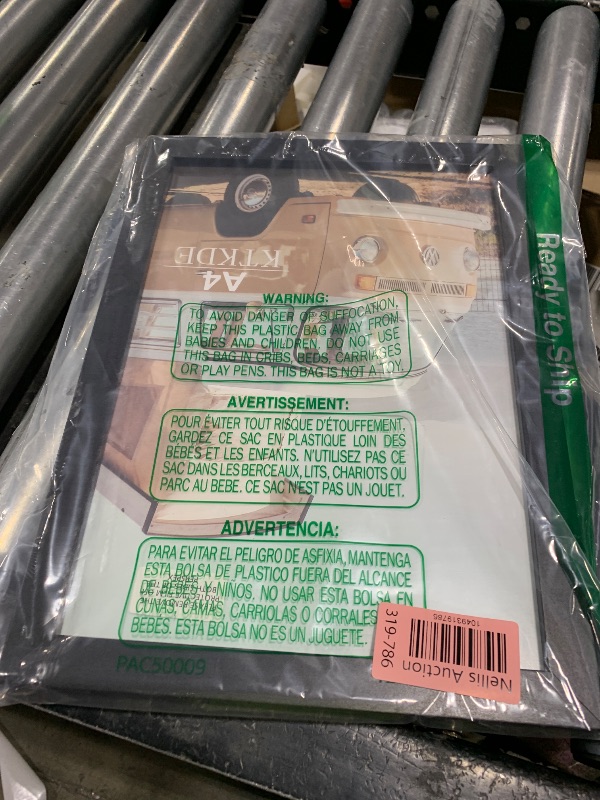 Ready to Ship
A4
KTKDE
WARNING:
TO AVOID DANGER OF SUFFOCATION,
KEEP THIS PLASTIC BAG AWAY FROM
BABIES AND CHILDREN. DO NOT USE
THIS BAG IN CRIBS, BEDS, CARRIAGES
OR PLAY PENS. THIS BAG IS NOT A TOY.
AVERTISSEMENT:
POUR ÉVITER TOUT RISQUE D'ÉTOUFFEMENT.
GARDEZ CE SAC EN PLASTIQUE LOIN DES
BÉBÉS ET LES ENFANTS. N'UTILISEZ PAS CE
SAC DANS LES BERCEAUX, LITS, CHARIOTS OU
PARC AU BEBE. CE SAC N'EST PAS UN JOUET.
ADVERTENCIA:
PARA EVITAR EL PELIGRO DE ASFIXIA, MANTENGA
ESTA BOLSA DE PLASTICO FUERA DEL ALCANCE
NINOS, NO USAR ESTA BOLSA EN
CUNAS, CAMAS, CARRIOLAS O CORRALES
BEBÉS. ESTA BOLSA NO ES UN JUGUETE.
PAC50009
Nellis Auction
1049319786
319-786